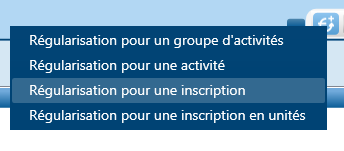 Régularisation pour un groupe d'activités
Régularisation pour une activité
Régularisation pour une inscription
Régularisation pour une inscription en unités